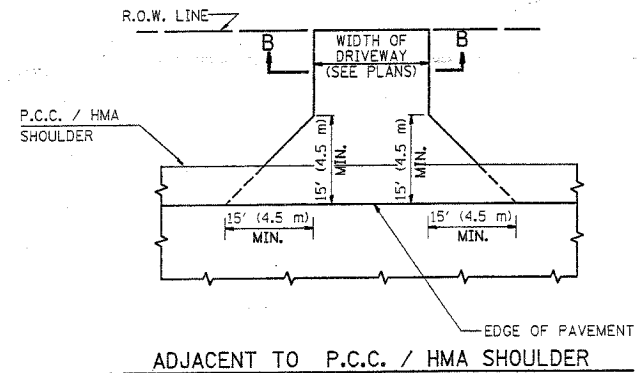 R.O.W. LINE
B
WIDTH OF
DRIVEWAY
(SEE PLANS)
B
P.C.C. / HMA
SHOULDER
15' (4.5 m)
MIN.
15' (4.5 m)
MIN.
15' (4.5 m)
MIN.
15' (4.5 m)
MIN.
EDGE OF PAVEMENT
ADJACENT TO P.C.C. / HMA SHOULDER